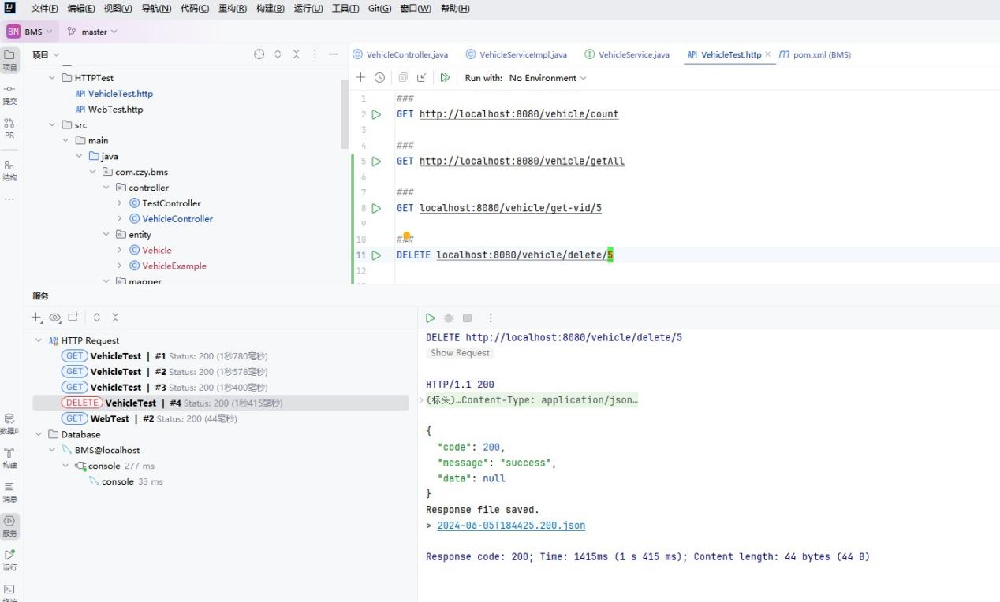 文件(F) 编辑(E) 视图(V) 导航(N) 代码(C) 重构(R) 构建(B) 运行(U) 工具(T) Git(G) 窗口(W) 帮助(H)
BM BMS master
项目
VehicleController.java VehicleServiceImpl.java VehicleService.java API VehicleTest.http pom.xml (BMS)
Run with: No Environment
项目
提交
PR
结构
HTTPTest
API VehicleTest.http
API WebTest.http
src
main
java
com.czy.bms
controller
TestController
VehicleController
entity
Vehicle
VehicleExample
mapper
1 ###
2 GET http://localhost:8080/vehicle/count
3
4 ###
5 GET http://localhost:8080/vehicle/getAll
6
7 ###
8 GET localhost:8080/vehicle/get-vid/5
9
10 ###
11 DELETE localhost:8080/vehicle/delete/5
12
服务
API HTTP Request
GET VehicleTest | #1 Status: 200 (1秒780毫秒)
GET VehicleTest | #2 Status: 200 (1秒578毫秒)
GET VehicleTest | #3 Status: 200 (1秒400毫秒)
DELETE VehicleTest | #4 Status: 200 (1秒415毫秒)
GET WebTest | #2 Status: 200 (44毫秒)
Database
BMS@localhost
console 277 ms
console 33 ms
数据库
构建
消息
服务
运行
终端
DELETE http://localhost:8080/vehicle/delete/5
Show Request
HTTP/1.1 200
(标头)…Content-Type: application/json…
{
"code": 200,
"message": "success",
"data": null
}
Response file saved.
> 2024-06-05T184425.200.json
Response code: 200; Time: 1415ms (1 s 415 ms); Content length: 44 bytes (44 B)